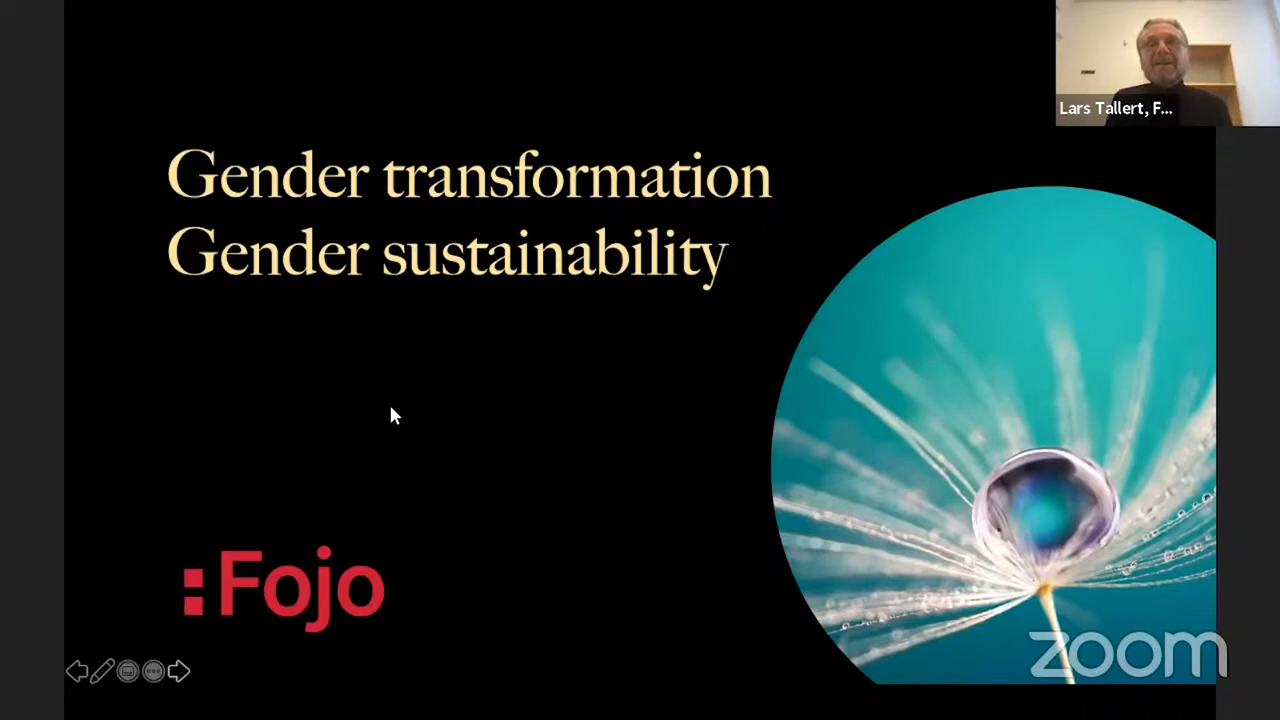 Lars Tallert, F...
Gender transformation
Gender sustainability
:Fojo
zoom